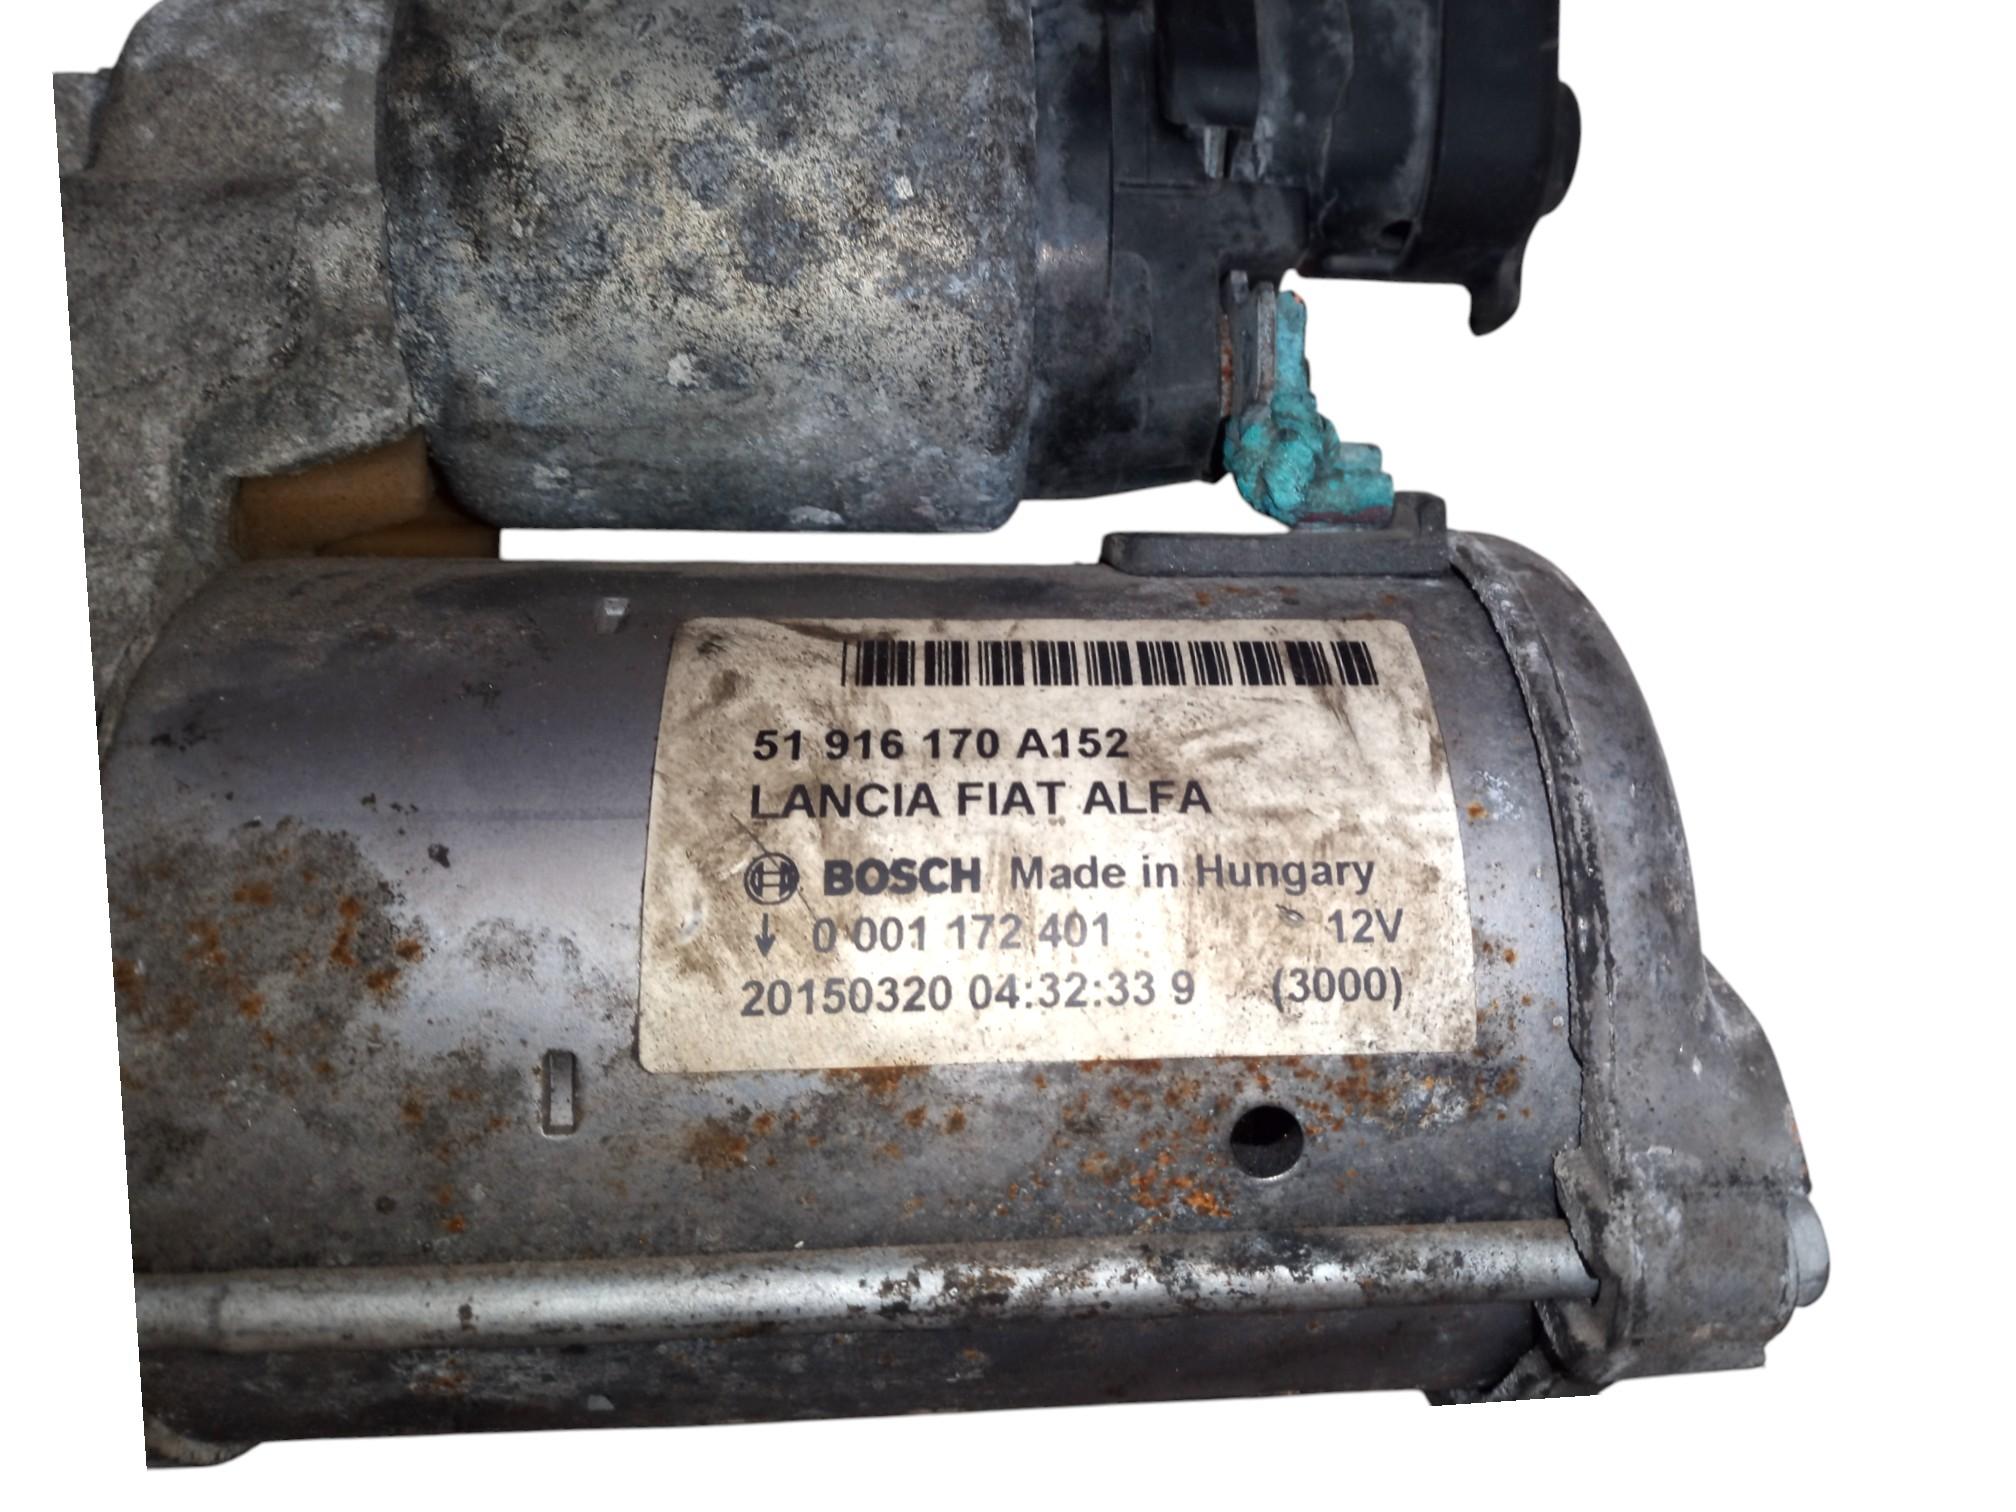 51 916 170 A152
LANCIA FIAT ALFA
BOSCH Made in Hungary
↓ 0 001 172 401 12V
20150320 04:32:33 9 (3000)